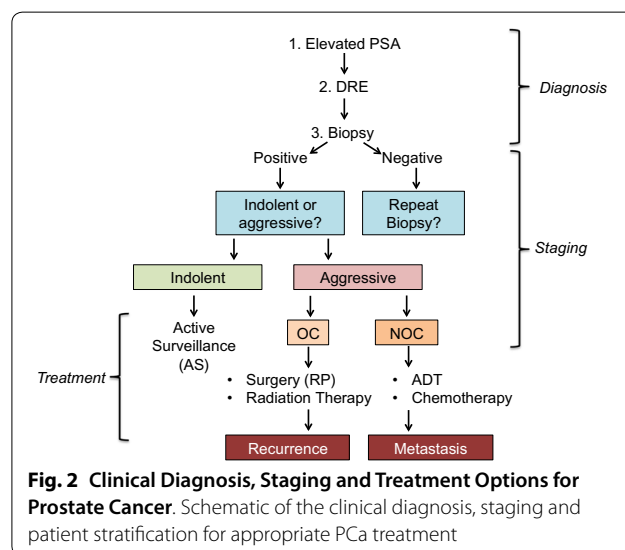 1. Elevated PSA
2. DRE
Diagnosis
3. Biopsy
Positive
Negative
Indolent or
aggressive?
Repeat
Biopsy?
Staging
Indolent
Aggressive
Active
Surveillance
(AS)
OC
NOC
Treatment
• Surgery (RP)
• Radiation Therapy
• ADT
• Chemotherapy
Recurrence
Metastasis
Fig. 2 Clinical Diagnosis, Staging and Treatment Options for
Prostate Cancer. Schematic of the clinical diagnosis, staging and
patient stratification for appropriate PCa treatment